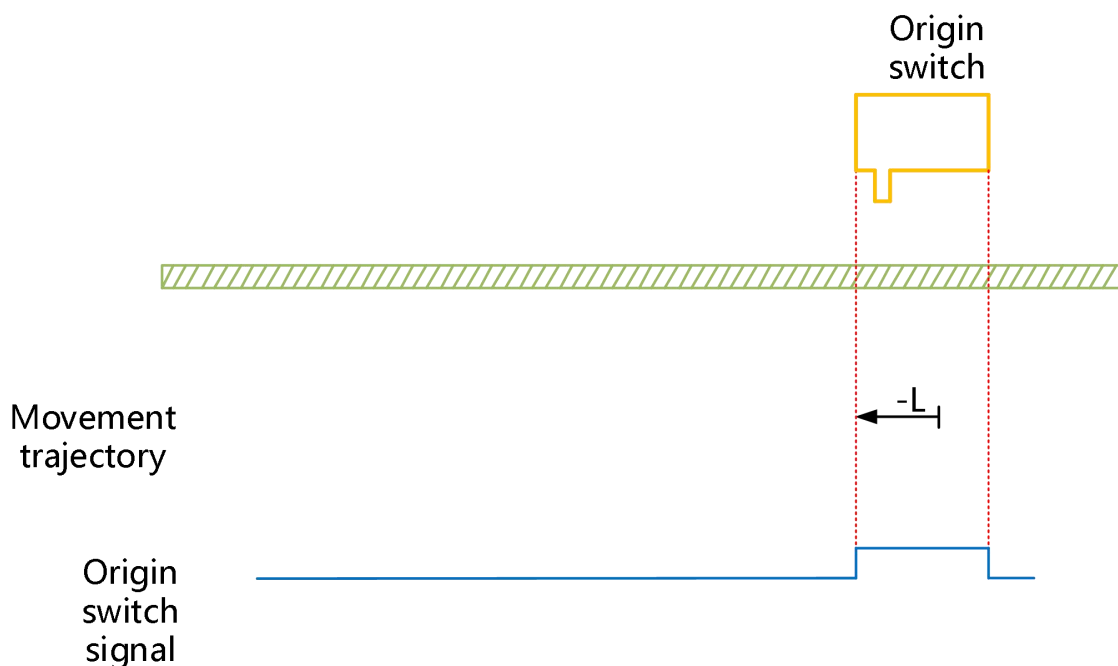 Origin
switch
-L
Movement
trajectory
Origin
switch
signal